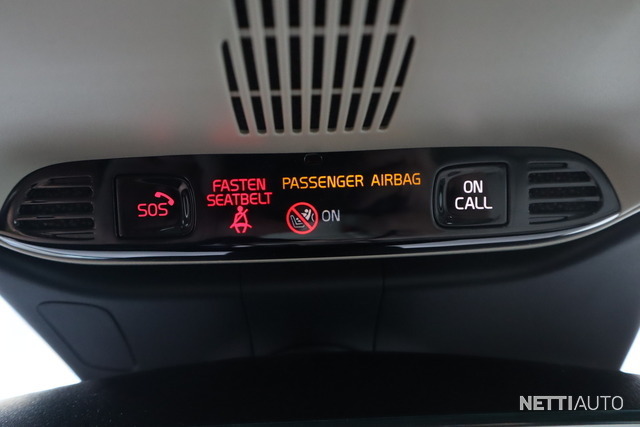 SOS
FASTEN
SEATBELT
PASSENGER AIRBAG
ON
ON
CALL
NETTIAUTO